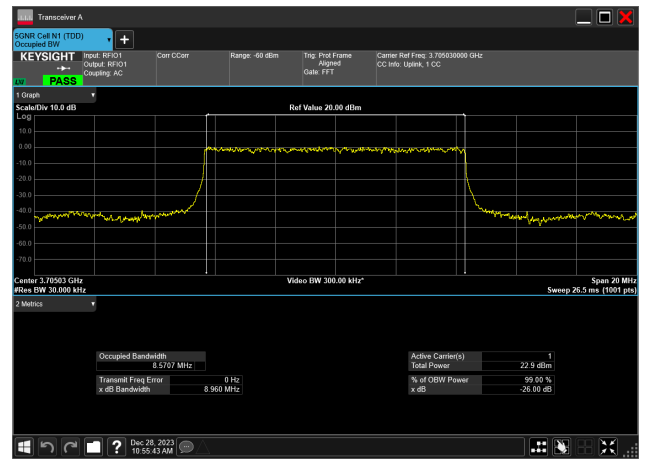 Transceiver A
5GNR Cell N1 (TDD)
Occupied BW
+
KEYSIGHT
LW
PASS
Input: RFIO1
Output: RFIO1
Coupling: AC
Corr CCorr
Range: -60 dBm
Trig: Prot Frame
Aligned
Gate: FFT
Carrier Ref Freq: 3.705030000 GHz
CC Info: Uplink, 1 CC
1 Graph
Scale/Div 10.0 dB
Ref Value 20.00 dBm
Log
10.0
0.00
-10.0
-20.0
-30.0
-40.0
-50.0
-60.0
-70.0
Center 3.70503 GHz
Video BW 300.00 kHz*
Span 20 MHz
#Res BW 30.000 kHz
Sweep 26.5 ms (1001 pts)
2 Metrics
Occupied Bandwidth
8.5707 MHz
Transmit Freq Error 0 Hz
x dB Bandwidth 8.960 MHz
Active Carrier(s) 1
Total Power 22.9 dBm
% of OBW Power 99.00 %
x dB -26.00 dB
?
Dec 28, 2023
10:55:43 AM